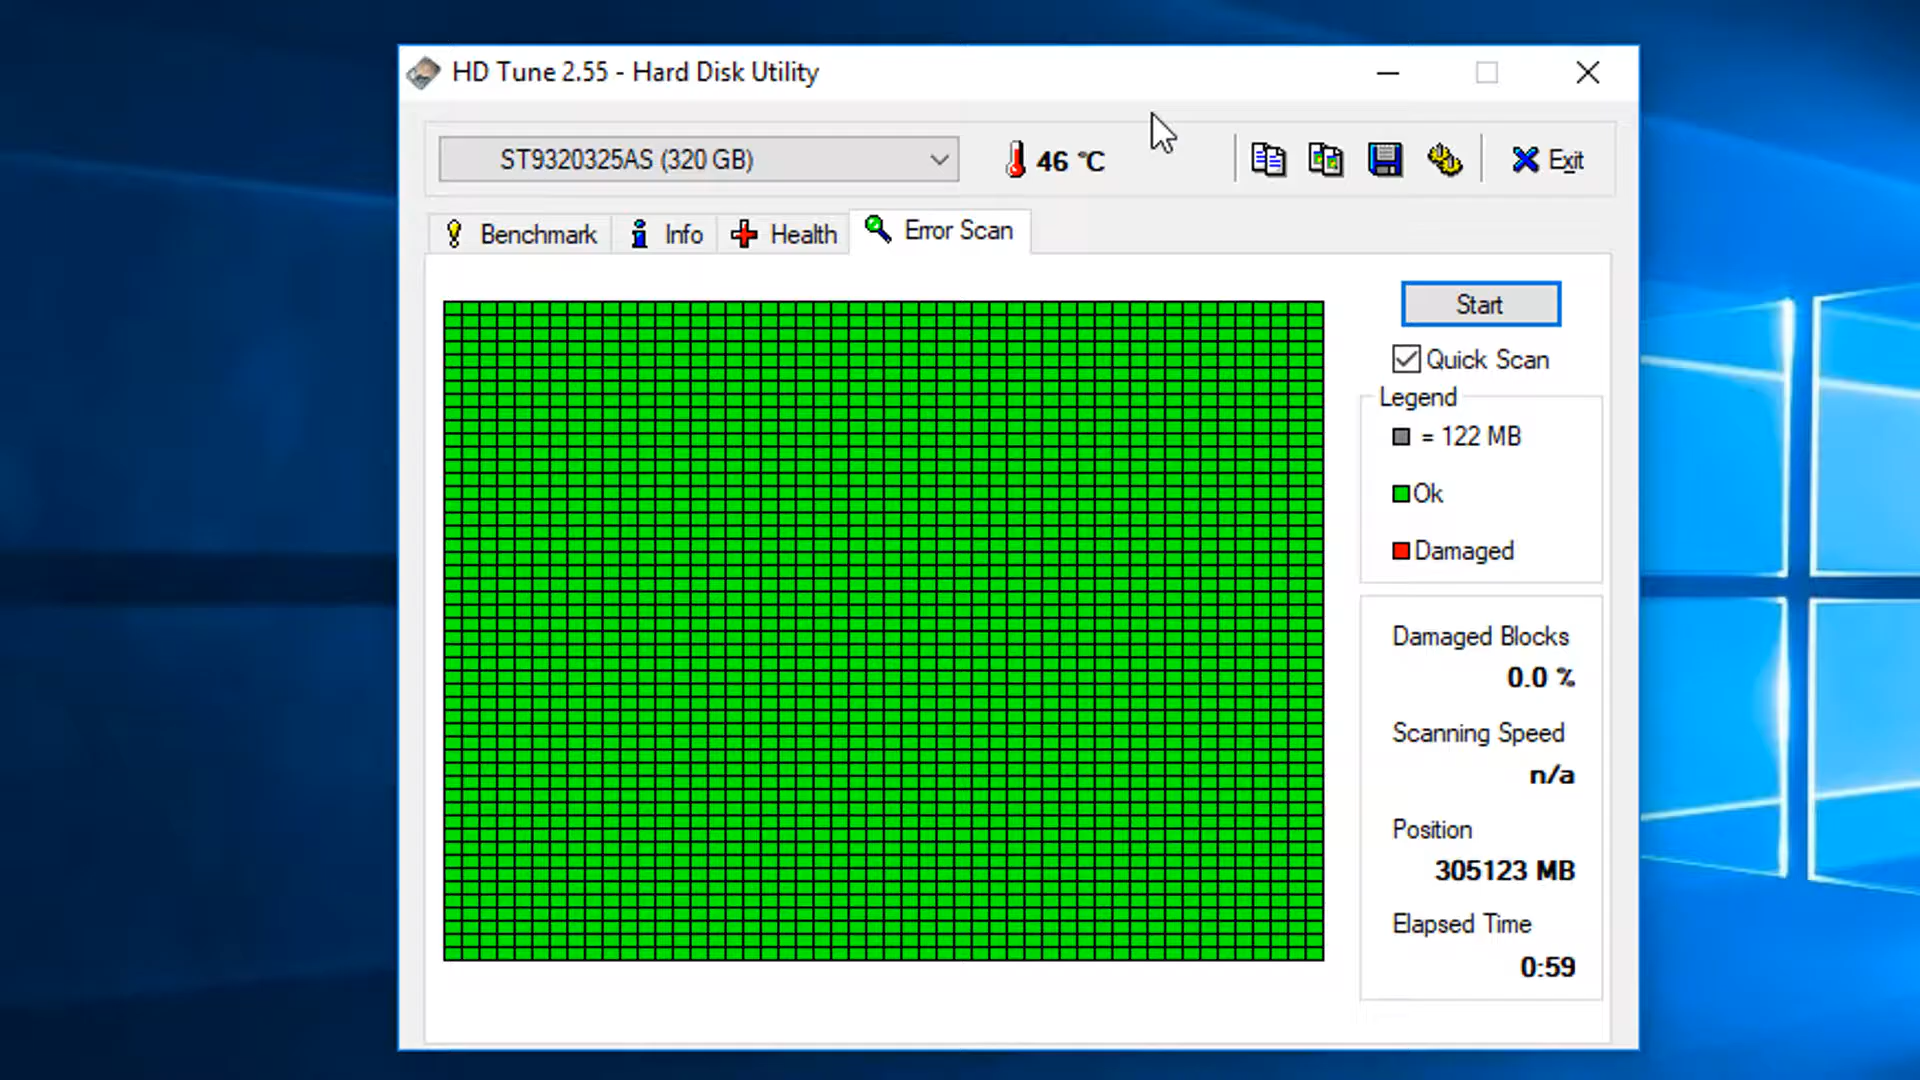 HD Tune 2.55 - Hard Disk Utility
ST9320325AS (320 GB)
46 °C
Exit
Benchmark
Info
Health
Error Scan
Start
Quick Scan
Legend
= 122 MB
Ok
Damaged
Damaged Blocks
0.0 %
Scanning Speed
n/a
Position
305123 MB
Elapsed Time
0:59